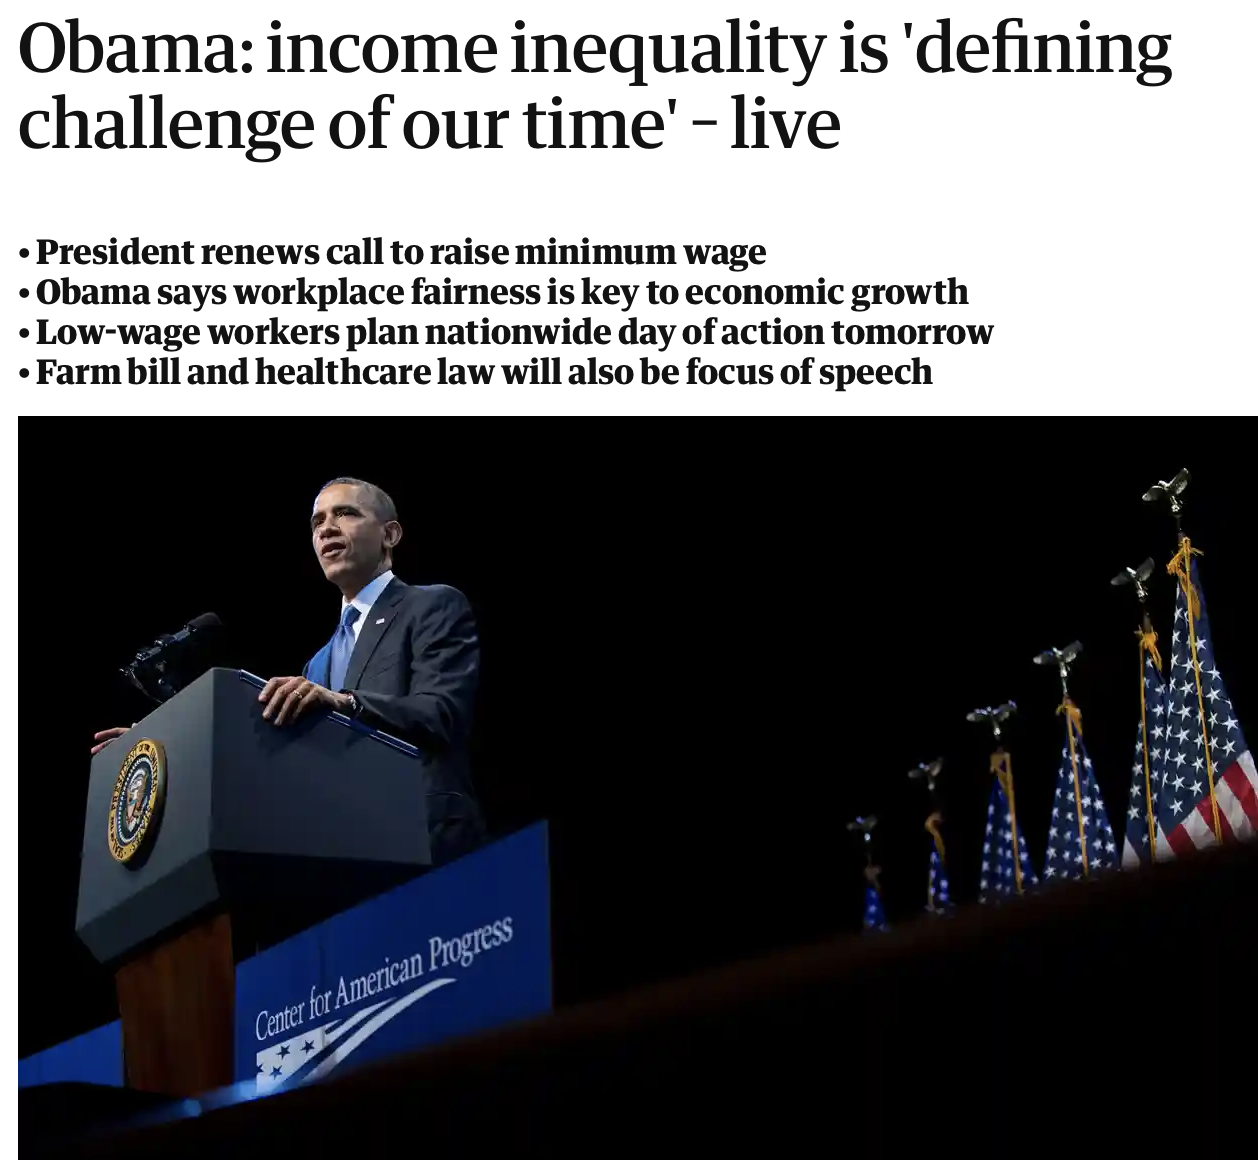 Obama: income inequality is 'defining
challenge of our time' – live
• President renews call to raise minimum wage
• Obama says workplace fairness is key to economic growth
• Low-wage workers plan nationwide day of action tomorrow
• Farm bill and healthcare law will also be focus of speech
Center for American Progress